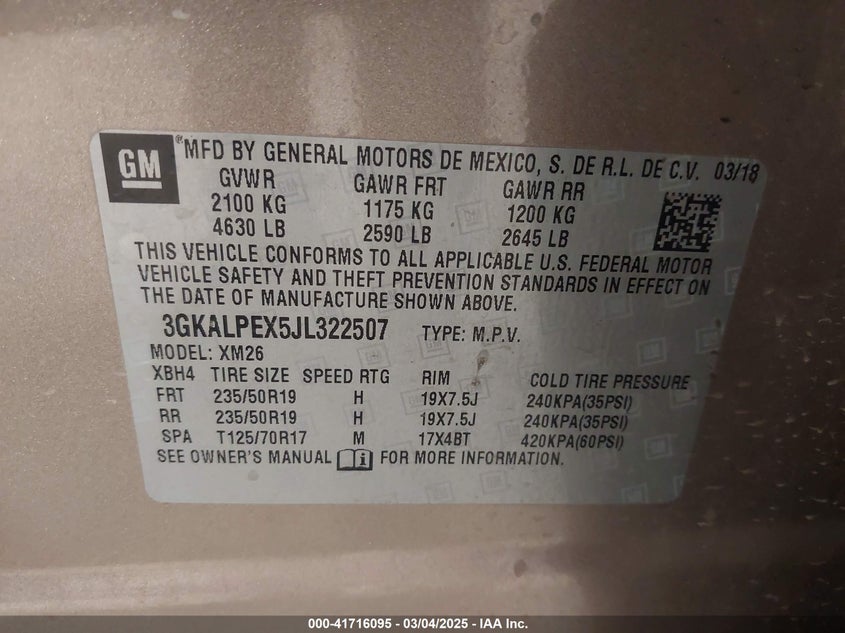 GM
®MFD BY GENERAL MOTORS DE MEXICO, S. DE R.L. DE C.V. 03/18
GVWR GAWR FRT GAWR RR
2100 KG 1175 KG 1200 KG
4630 LB 2590 LB 2645 LB
THIS VEHICLE CONFORMS TO ALL APPLICABLE U.S. FEDERAL MOTOR
VEHICLE SAFETY AND THEFT PREVENTION STANDARDS IN EFFECT ON
THE DATE OF MANUFACTURE SHOWN ABOVE.
3GKALPEX5JL322507 TYPE: M.P.V.
MODEL: XM26
XBH4 TIRE SIZE SPEED RTG RIM COLD TIRE PRESSURE
FRT 235/50R19 H 19X7.5J 240KPA(35PSI)
RR 235/50R19 H 19X7.5J 240KPA(35PSI)
SPA T125/70R17 M 17X4BT 420KPA(60PSI)
SEE OWNER'S MANUAL FOR MORE INFORMATION.
000-41716095 - 03/04/2025 - IAA Inc.